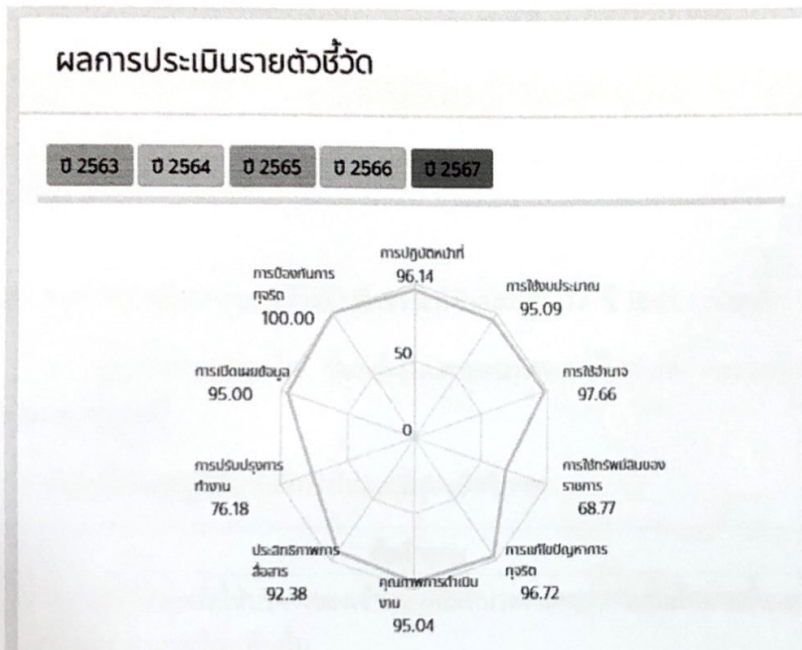 ผลการประเมินรายตัวชี้วัด
ปี 2563 ปี 2564 ปี 2565 ปี 2566 ปี 2567
การปฏิบัติหน้าที่
96.14
การใช้งบประมาณ
95.09
การใช้อำนาจ
97.66
การใช้ทรัพย์สินของ
ราชการ
68.77
การแก้ไขปัญหาการ
ทุจริต
96.72
คุณภาพการดำเนิน
งาน
95.04
ประสิทธิภาพการ
สื่อสาร
92.38
การปรับปรุงการ
ทำงาน
76.18
การเปิดเผยข้อมูล
95.00
การป้องกันการ
ทุจริต
100.00
50
0